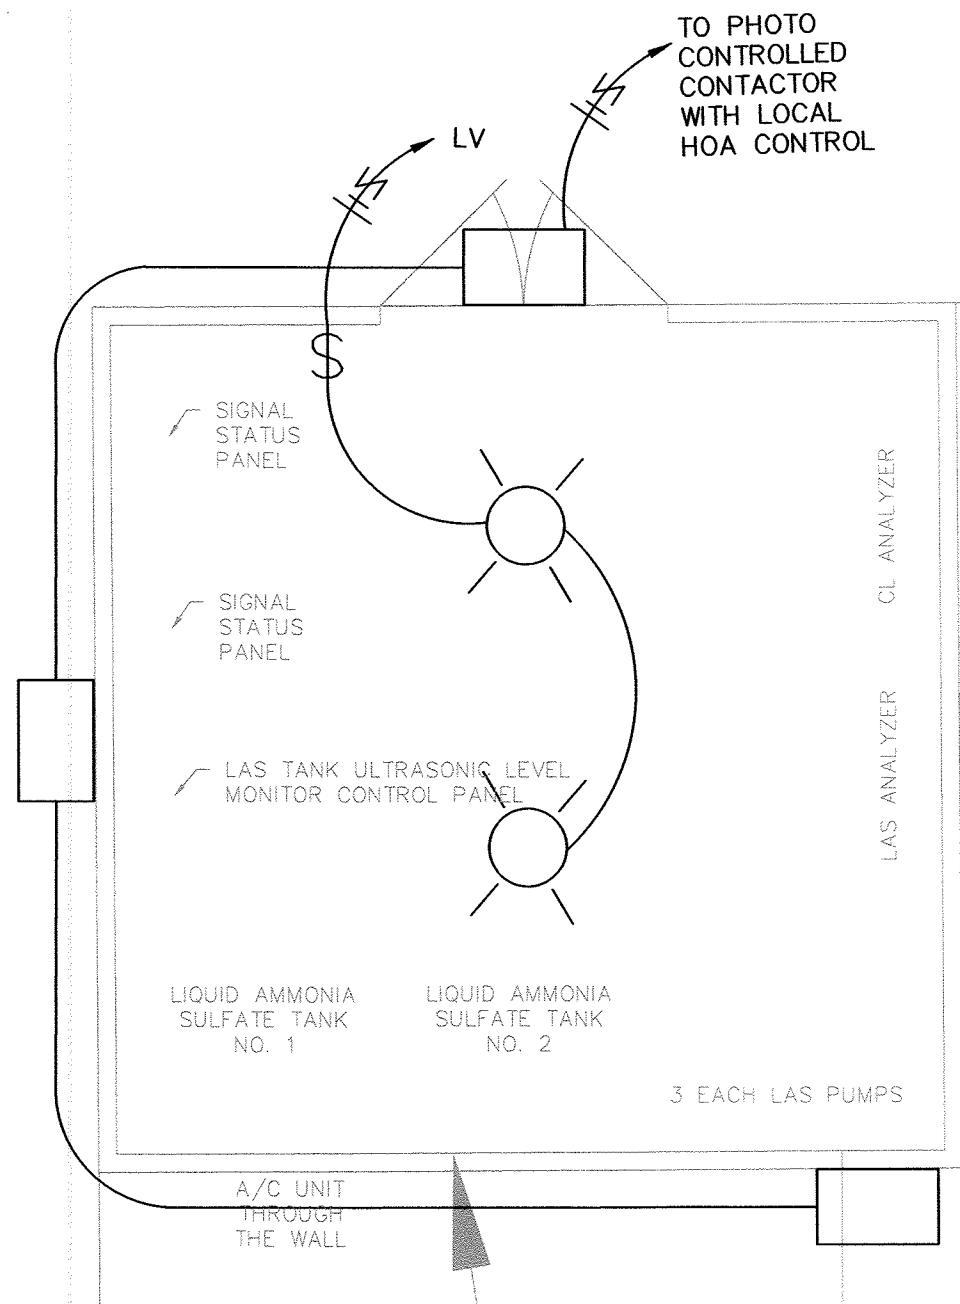 TO PHOTO
CONTROLLED
CONTACTOR
WITH LOCAL
HOA CONTROL
LV
S
SIGNAL
STATUS
PANEL
CL ANALYZER
SIGNAL
STATUS
PANEL
LAS ANALYZER
LAS TANK ULTRASONIC LEVEL
MONITOR CONTROL PANEL
LIQUID AMMONIA
SULFATE TANK
NO. 1
LIQUID AMMONIA
SULFATE TANK
NO. 2
3 EACH LAS PUMPS
A/C UNIT
THROUGH
THE WALL